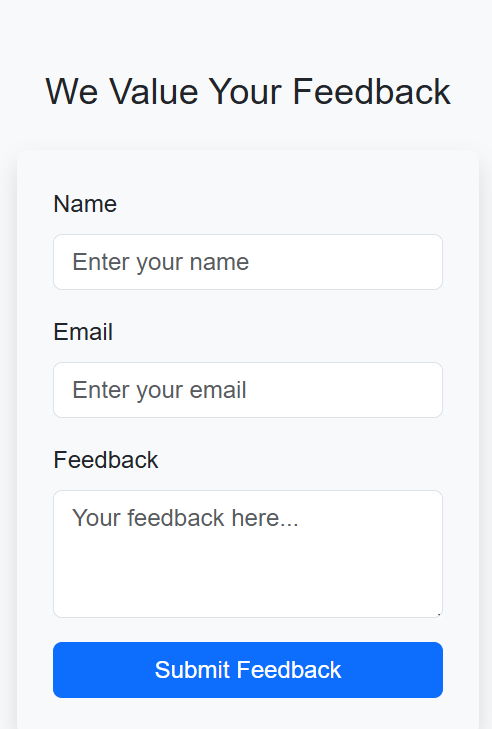 We Value Your Feedback
Name
Enter your name
Email
Enter your email
Feedback
Your feedback here...
Submit Feedback